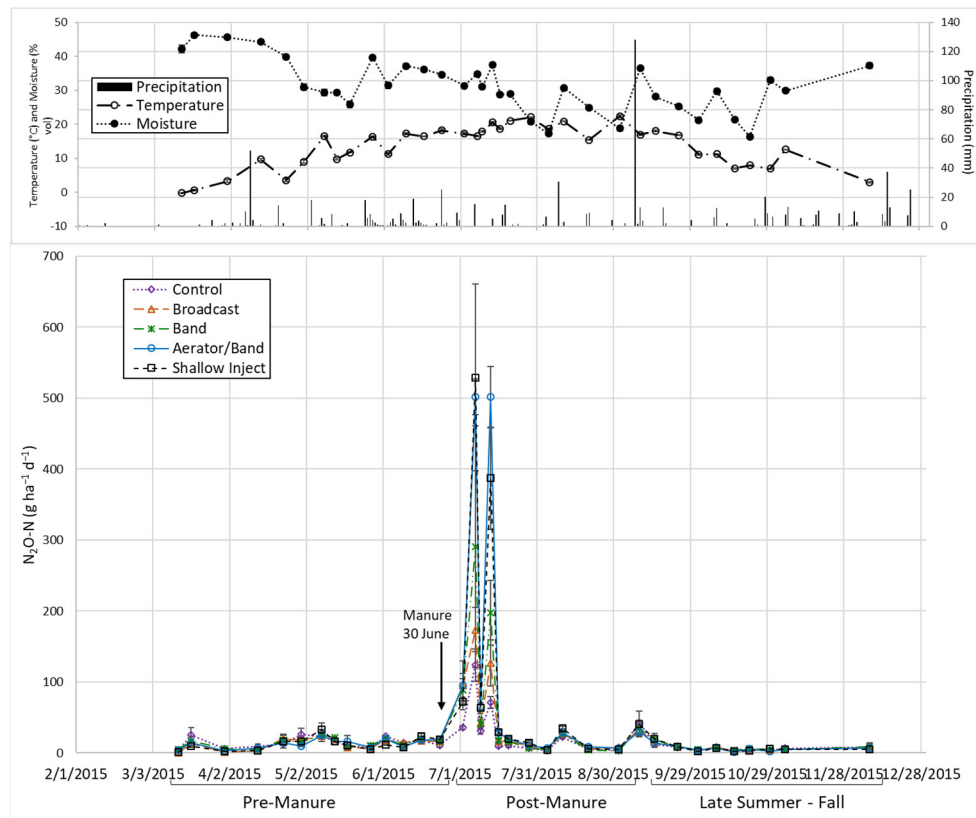 50
40
30
20
10
0
-10
Temperature (°C) and Moisture (%
vol)
Precipitation
Temperature
Moisture
140
120
100
80
60
40
20
0
Precipitation (mm)
700
600
500
400
300
200
100
0
N₂O-N (g ha⁻¹ d⁻¹)
Control
Broadcast
Band
Aerator/Band
Shallow Inject
Manure
30 June
2/1/2015 3/3/2015 4/2/2015 5/2/2015 6/1/2015 7/1/2015 7/31/2015 8/30/2015 9/29/2015 10/29/2015 11/28/2015 12/28/2015
Pre-Manure Post-Manure Late Summer - Fall